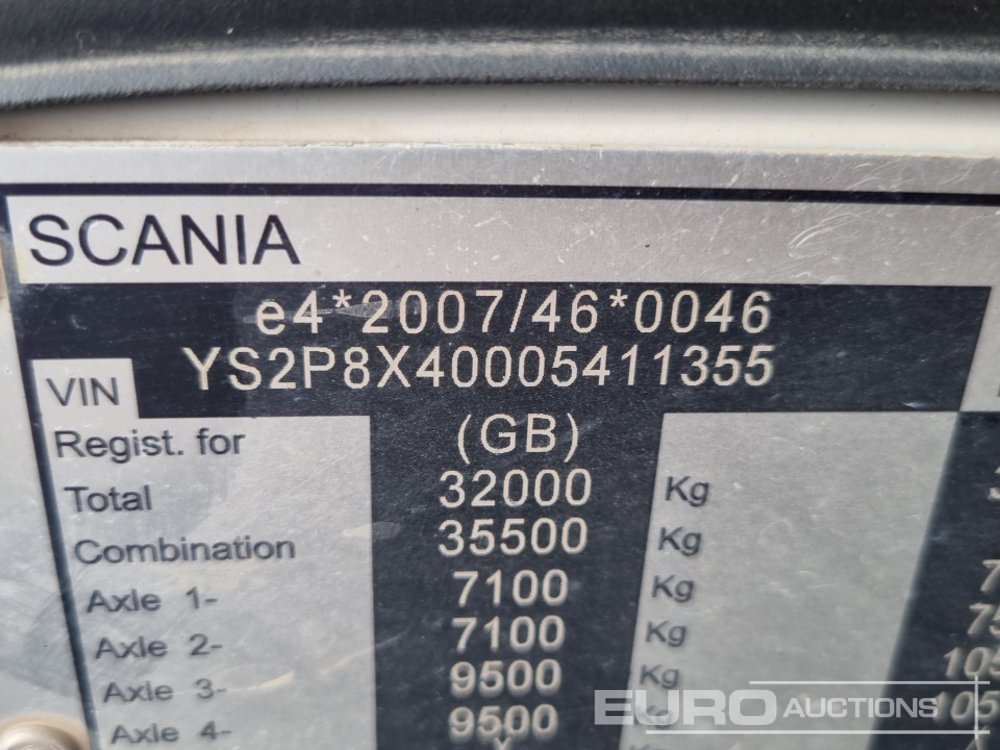 SCANIA
e4*2007/46*0046
VIN YS2P8X40005411355
Regist. for (GB)
Total 32000 Kg
Combination 35500 Kg
Axle 1- 7100 Kg
Axle 2- 7100 Kg
Axle 3- 9500 Kg
Axle 4- 9500 Kg
EURO AUCTIONS